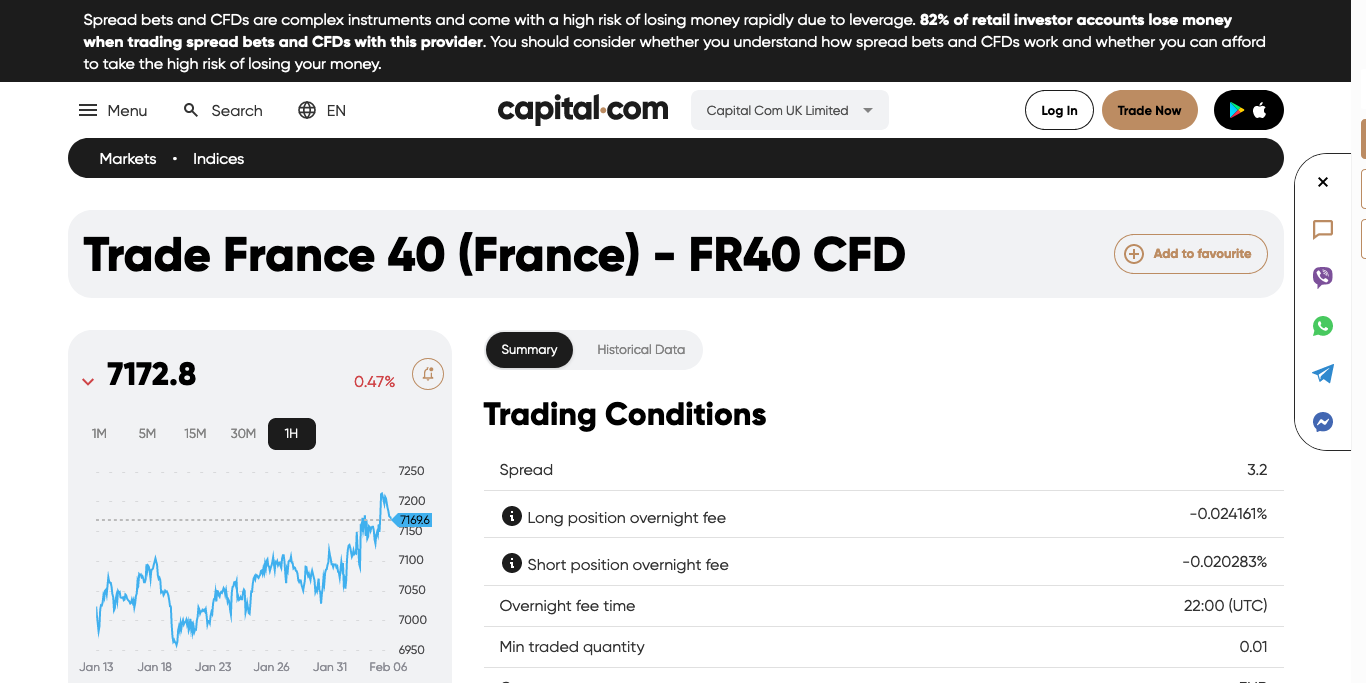 Spread bets and CFDs are complex instruments and come with a high risk of losing money rapidly due to leverage. 82% of retail investor accounts lose money
when trading spread bets and CFDs with this provider. You should consider whether you understand how spread bets and CFDs work and whether you can afford
to take the high risk of losing your money.
Menu
Search
EN
capital.com
Capital Com UK Limited
Log In
Trade Now
Markets • Indices
Trade France 40 (France) - FR40 CFD
Add to favourite
7172.8
0.47%
1M 5M 15M 30M 1H
7250
7200
7169.6
7150
7100
7050
7000
6950
Jan 13 Jan 18 Jan 23 Jan 26 Jan 31 Feb 06
Summary
Historical Data
Trading Conditions
Spread 3.2
Long position overnight fee -0.024161%
Short position overnight fee -0.020283%
Overnight fee time 22:00 (UTC)
Min traded quantity 0.01